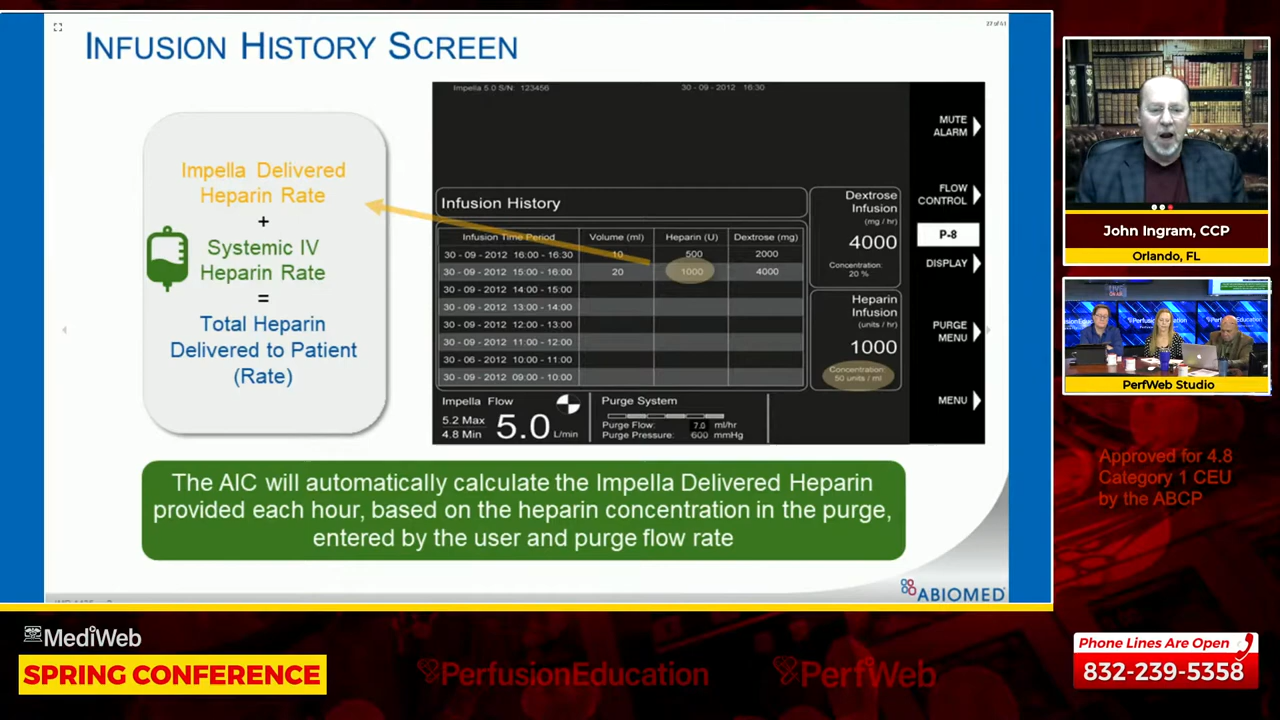 27 of 41
INFUSION HISTORY SCREEN
Impella Delivered
Heparin Rate
+
Systemic IV
Heparin Rate
=
Total Heparin
Delivered to Patient
(Rate)
Impella 5.0 S/N: 123456
30 - 09 - 2012 16:30
Infusion History
Infusion Time Period Volume (ml) Heparin (U) Dextrose (mg)
30 - 09 - 2012 16:00 - 16:30 10 500 2000
30 - 09 - 2012 15:00 - 16:00 20 1000 4000
30 - 09 - 2012 14:00 - 15:00
30 - 09 - 2012 13:00 - 14:00
30 - 09 - 2012 12:00 - 13:00
30 - 09 - 2012 11:00 - 12:00
30 - 06 - 2012 10:00 - 11:00
30 - 09 - 2012 09:00 - 10:00
Dextrose
Infusion
(mg / hr)
4000
Concentration:
20 %
Heparin
Infusion
(units / hr)
1000
Concentration:
50 units / ml
Impella Flow
5.2 Max
4.8 Min
5.0 L/min
Purge System
Purge Flow: 7.0 ml/hr
Purge Pressure: 600 mmHg
MUTE
ALARM
FLOW
CONTROL
P-8
DISPLAY
PURGE
MENU
MENU
The AIC will automatically calculate the Impella Delivered Heparin
provided each hour, based on the heparin concentration in the purge,
entered by the user and purge flow rate
ABIOMED
John Ingram, CCP
Orlando, FL
PerfWeb Studio
Approved for 4.8
Category 1 CEU
by the ABCP
MediWeb
SPRING CONFERENCE
PerfusionEducation
PerfWeb
Phone Lines Are Open
832-239-5358